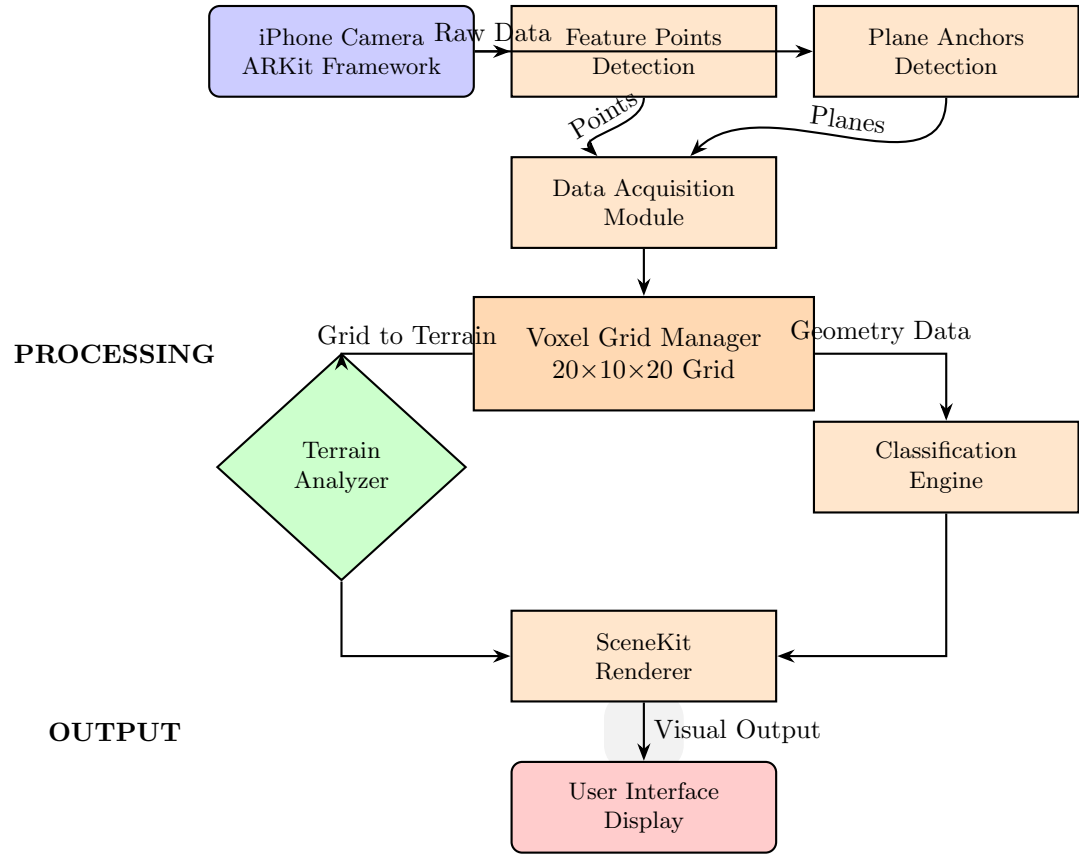 iPhone Camera
ARKit Framework
Raw Data
Feature Points
Detection
Plane Anchors
Detection
Points
Planes
Data Acquisition
Module
PROCESSING
Grid to Terrain
Voxel Grid Manager
20×10×20 Grid
Geometry Data
Terrain
Analyzer
Classification
Engine
SceneKit
Renderer
OUTPUT
Visual Output
User Interface
Display